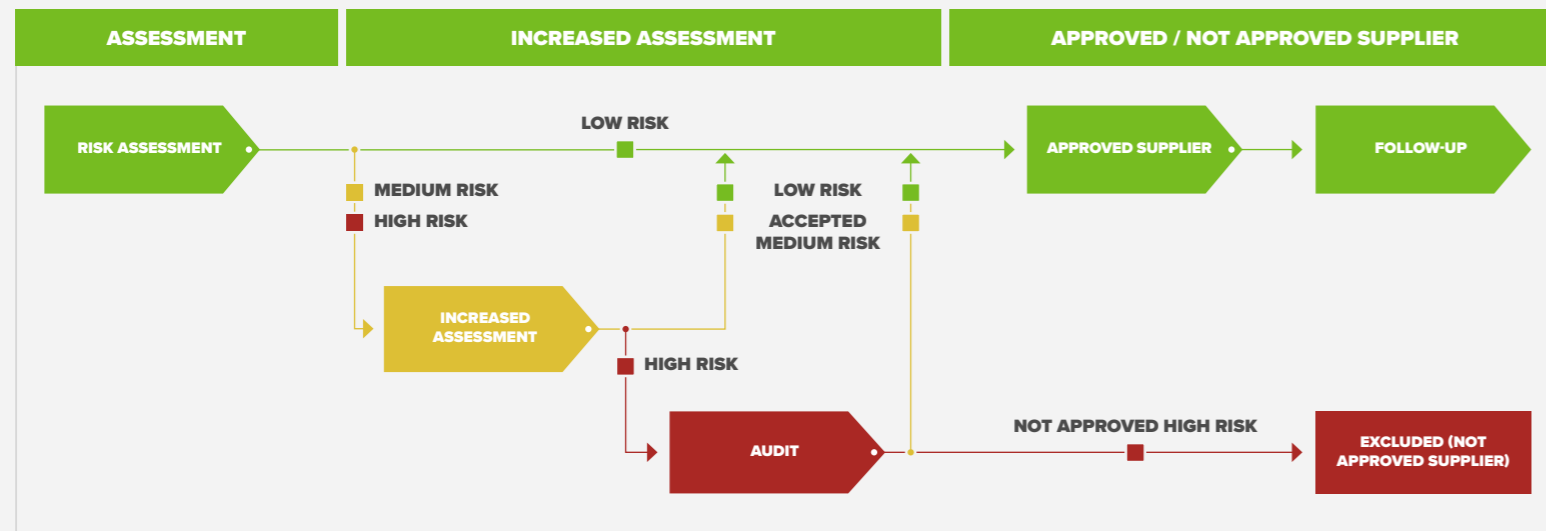 ASSESSMENT
INCREASED ASSESSMENT
APPROVED / NOT APPROVED SUPPLIER
RISK ASSESSMENT
LOW RISK
APPROVED SUPPLIER
FOLLOW-UP
MEDIUM RISK
HIGH RISK
LOW RISK
ACCEPTED
MEDIUM RISK
INCREASED
ASSESSMENT
HIGH RISK
AUDIT
NOT APPROVED HIGH RISK
EXCLUDED (NOT
APPROVED SUPPLIER)